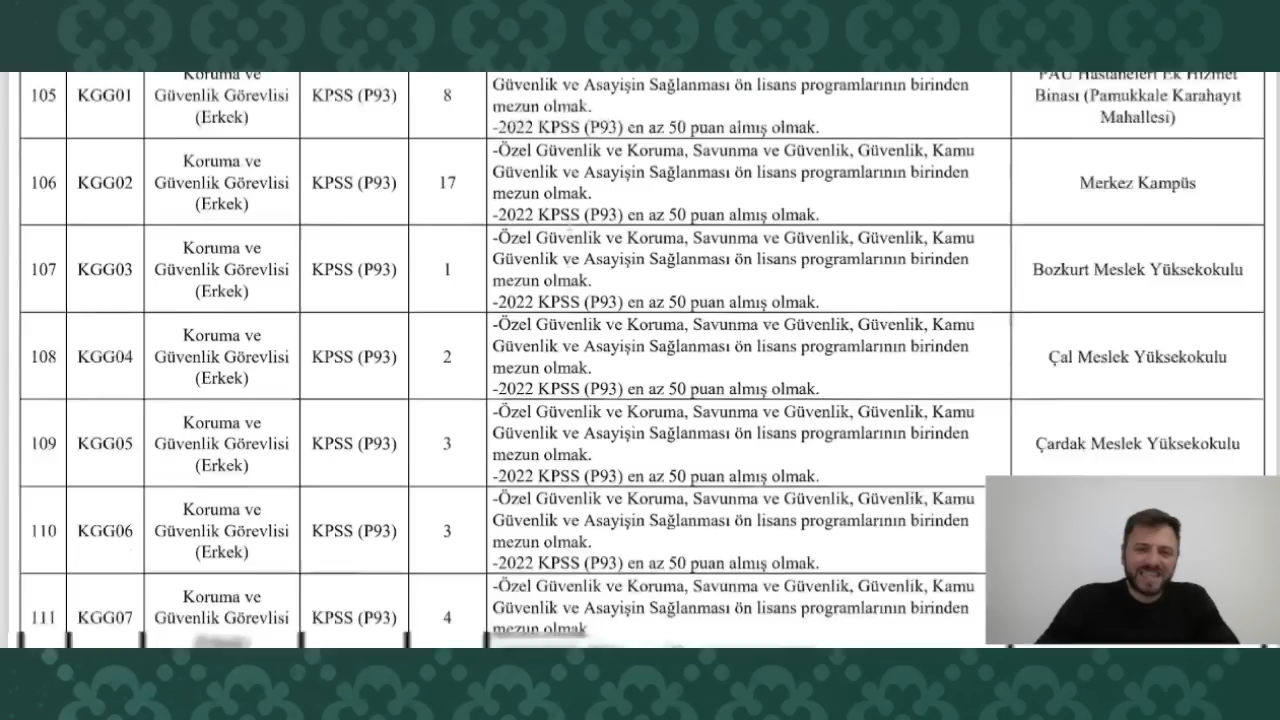 Koruma ve
105 KGG01 Güvenlik Görevlisi KPSS (P93) 8
(Erkek)
Güvenlik ve Asayişin Sağlanması ön lisans programlarının birinden
mezun olmak.
-2022 KPSS (P93) en az 50 puan almış olmak.
PAÜ Hastaneleri Ek Hizmet
Binası (Pamukkale Karahayıt
Mahallesi)
Koruma ve
106 KGG02 Güvenlik Görevlisi KPSS (P93) 17
(Erkek)
-Özel Güvenlik ve Koruma, Savunma ve Güvenlik, Güvenlik, Kamu
Güvenlik ve Asayişin Sağlanması ön lisans programlarının birinden
mezun olmak.
-2022 KPSS (P93) en az 50 puan almış olmak.
Merkez Kampüs
Koruma ve
107 KGG03 Güvenlik Görevlisi KPSS (P93) 1
(Erkek)
-Özel Güvenlik ve Koruma, Savunma ve Güvenlik, Güvenlik, Kamu
Güvenlik ve Asayişin Sağlanması ön lisans programlarının birinden
mezun olmak.
-2022 KPSS (P93) en az 50 puan almış olmak.
Bozkurt Meslek Yüksekokulu
Koruma ve
108 KGG04 Güvenlik Görevlisi KPSS (P93) 2
(Erkek)
-Özel Güvenlik ve Koruma, Savunma ve Güvenlik, Güvenlik, Kamu
Güvenlik ve Asayişin Sağlanması ön lisans programlarının birinden
mezun olmak.
-2022 KPSS (P93) en az 50 puan almış olmak.
Çal Meslek Yüksekokulu
Koruma ve
109 KGG05 Güvenlik Görevlisi KPSS (P93) 3
(Erkek)
-Özel Güvenlik ve Koruma, Savunma ve Güvenlik, Güvenlik, Kamu
Güvenlik ve Asayişin Sağlanması ön lisans programlarının birinden
mezun olmak.
-2022 KPSS (P93) en az 50 puan almış olmak.
Çardak Meslek Yüksekokulu
Koruma ve
110 KGG06 Güvenlik Görevlisi KPSS (P93) 3
(Erkek)
-Özel Güvenlik ve Koruma, Savunma ve Güvenlik, Güvenlik, Kamu
Güvenlik ve Asayişin Sağlanması ön lisans programlarının birinden
mezun olmak.
-2022 KPSS (P93) en az 50 puan almış olmak.
Koruma ve
111 KGG07 Güvenlik Görevlisi KPSS (P93) 4
-Özel Güvenlik ve Koruma, Savunma ve Güvenlik, Güvenlik, Kamu
Güvenlik ve Asayişin Sağlanması ön lisans programlarının birinden
mezun olmak